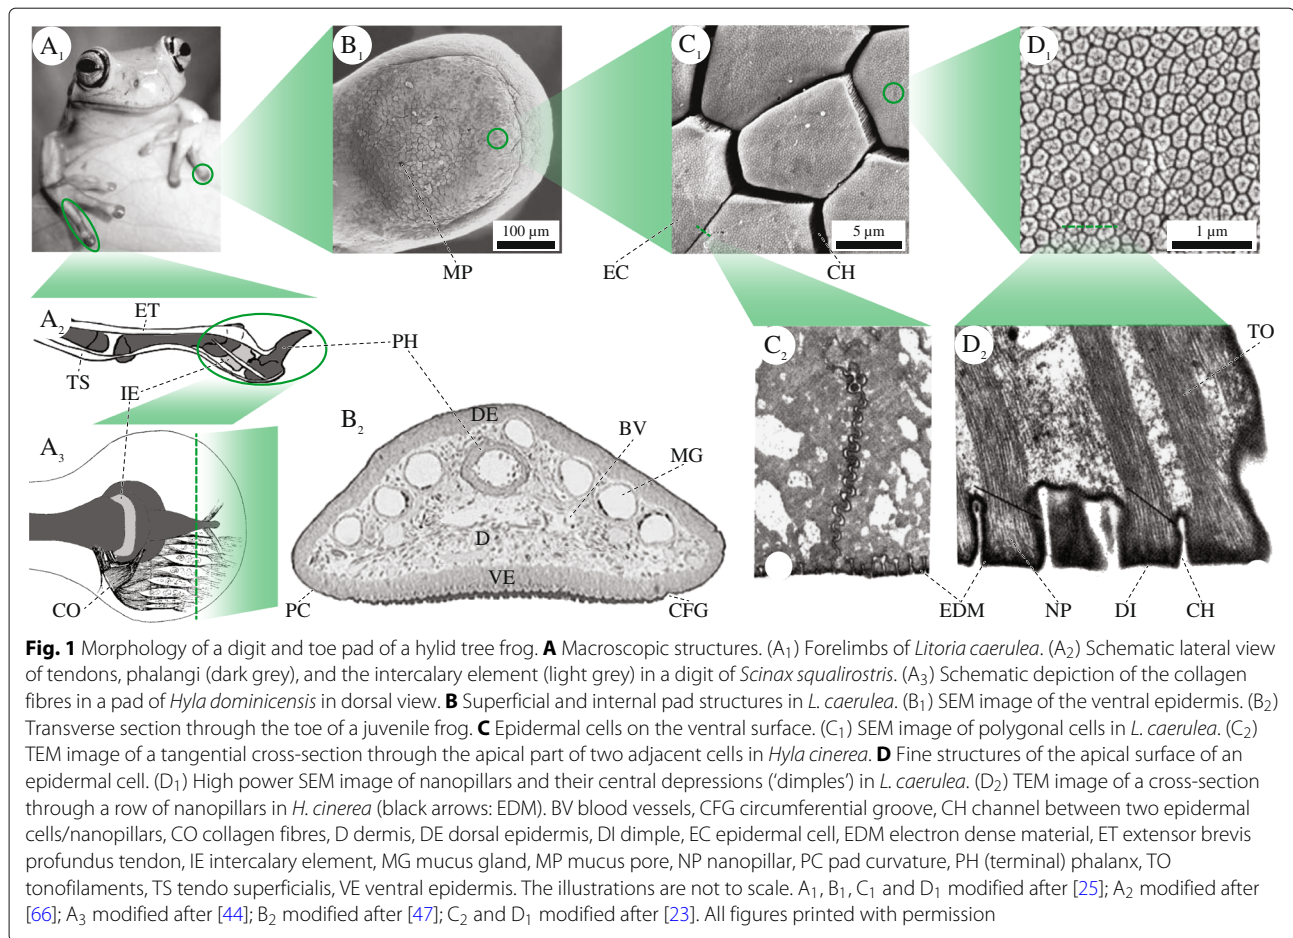 A1
B1
C1
D1
100 µm
5 µm
1 µm
MP
EC
CH
A2
ET
TS
IE
PH
C2
D2
TO
A3
B2
DE
BV
MG
D
VE
CO
PC
CFG
EDM
NP
DI
CH
Fig. 1 Morphology of a digit and toe pad of a hylid tree frog. A Macroscopic structures. (A1) Forelimbs of Litoria caerulea. (A2) Schematic lateral view
of tendons, phalangi (dark grey), and the intercalary element (light grey) in a digit of Scinax squalirostris. (A3) Schematic depiction of the collagen
fibres in a pad of Hyla dominicensis in dorsal view. B Superficial and internal pad structures in L. caerulea. (B1) SEM image of the ventral epidermis. (B2)
Transverse section through the toe of a juvenile frog. C Epidermal cells on the ventral surface. (C1) SEM image of polygonal cells in L. caerulea. (C2)
TEM image of a tangential cross-section through the apical part of two adjacent cells in Hyla cinerea. D Fine structures of the apical surface of an
epidermal cell. (D1) High power SEM image of nanopillars and their central depressions (‘dimples’) in L. caerulea. (D2) TEM image of a cross-section
through a row of nanopillars in H. cinerea (black arrows: EDM). BV blood vessels, CFG circumferential groove, CH channel between two epidermal
cells/nanopillars, CO collagen fibres, D dermis, DE dorsal epidermis, DI dimple, EC epidermal cell, EDM electron dense material, ET extensor brevis
profundus tendon, IE intercalary element, MG mucus gland, MP mucus pore, NP nanopillar, PC pad curvature, PH (terminal) phalanx, TO
tonofilaments, TS tendo superficialis, VE ventral epidermis. The illustrations are not to scale. A1, B1, C1 and D1 modified after [25]; A2 modified after
[66]; A3 modified after [44]; B2 modified after [47]; C2 and D1 modified after [23]. All figures printed with permission